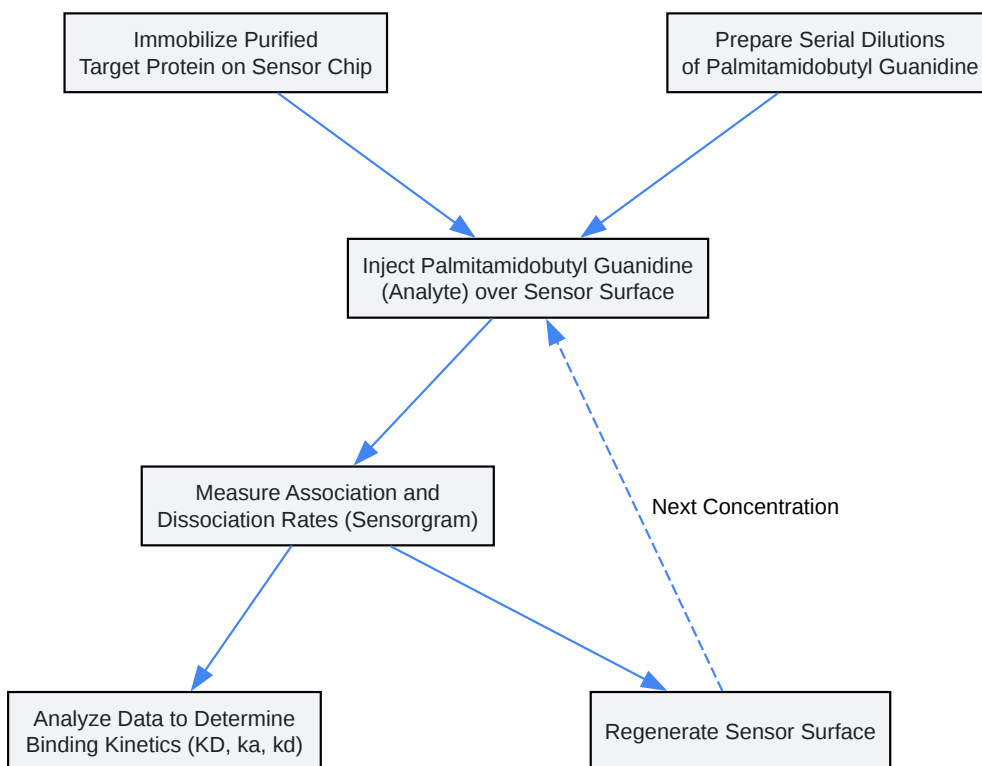 Immobilize Purified
Target Protein on Sensor Chip
Prepare Serial Dilutions
of Palmitamidobutyl Guanidine
Inject Palmitamidobutyl Guanidine
(Analyte) over Sensor Surface
Measure Association and
Dissociation Rates (Sensorgram)
Next Concentration
Analyze Data to Determine
Binding Kinetics (KD, ka, kd)
Regenerate Sensor Surface